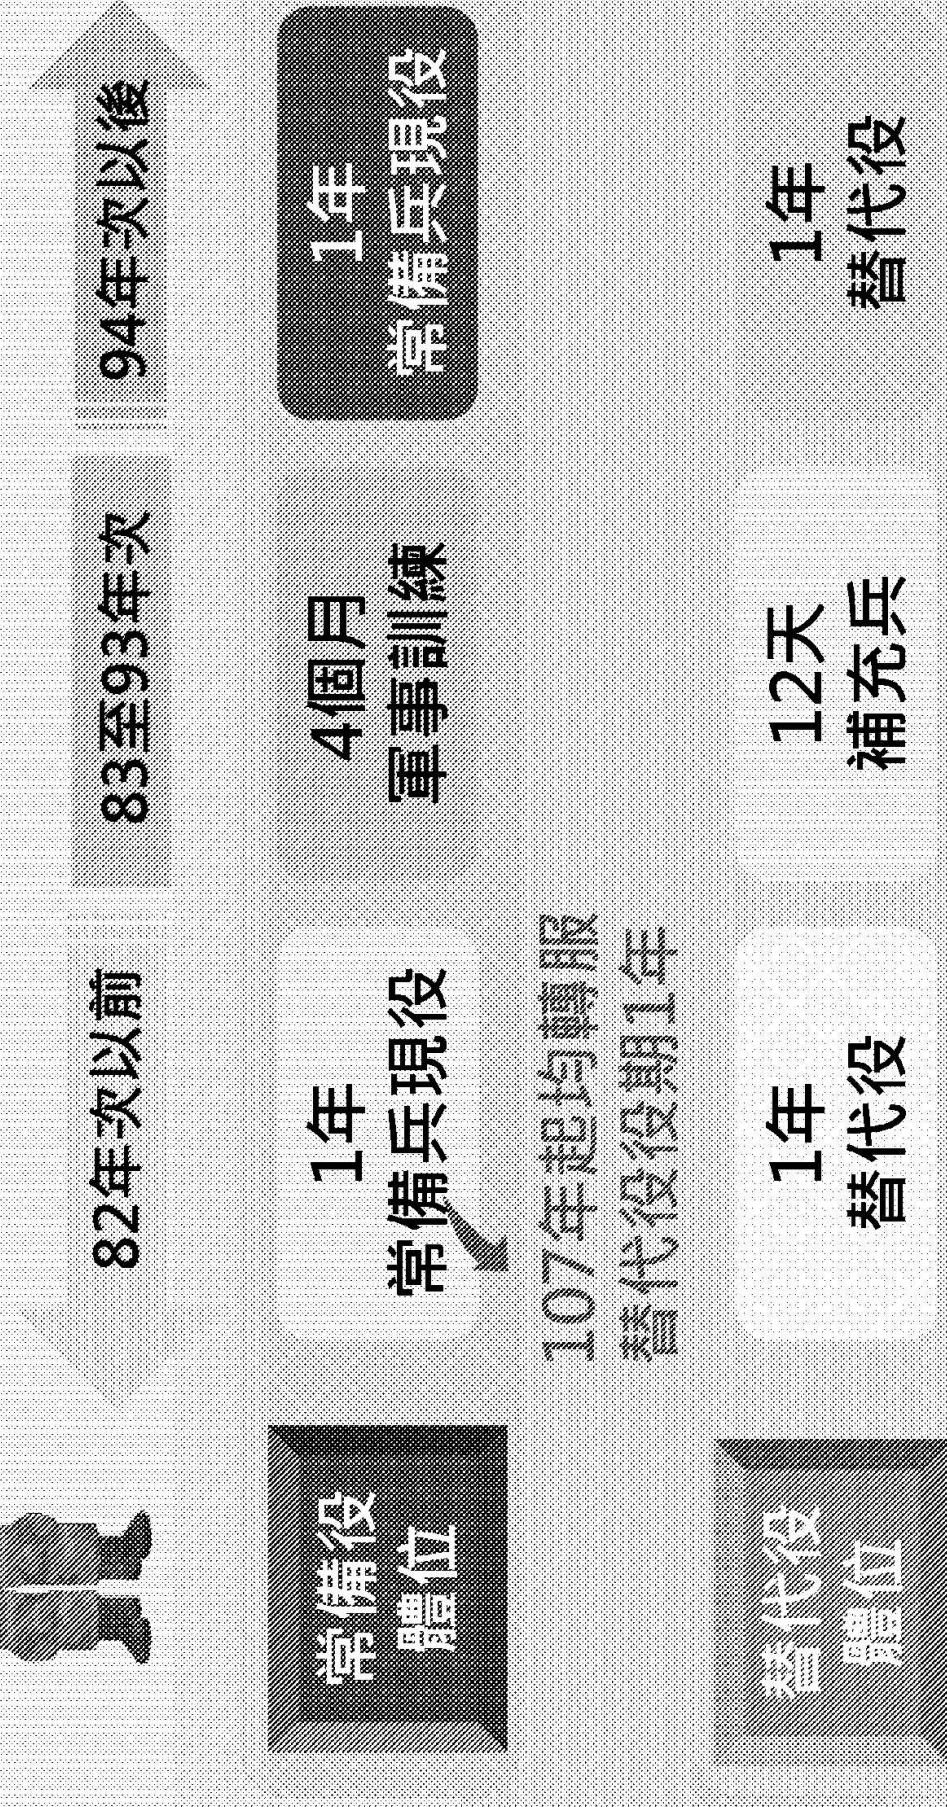 82年次以前
83至93年次
94年次以後
常備役
體位
1年
常備兵現役
4個月
軍事訓練
1年
常備兵現役
107年起均轉服
替代役役期1年
替代役
體位
1年
替代役
12天
補充兵
1年
替代役